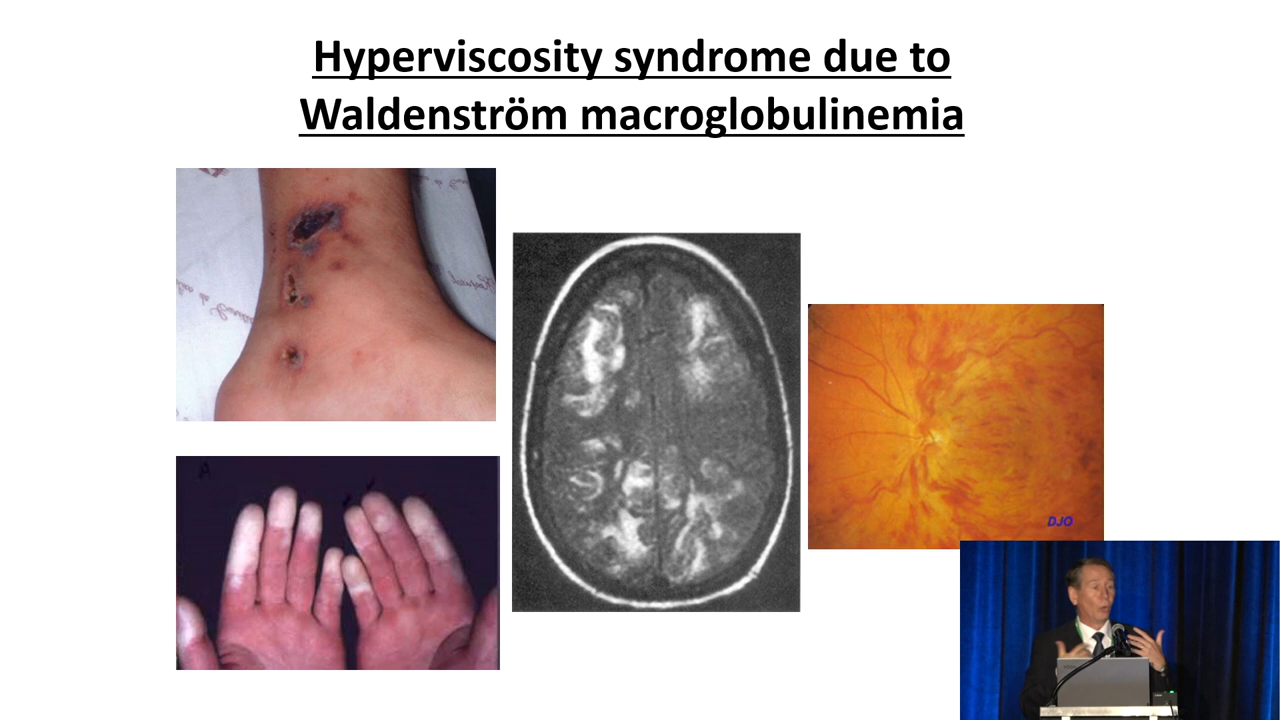 Hyperviscosity syndrome due to
Waldenström macroglobulinemia
A
DJO